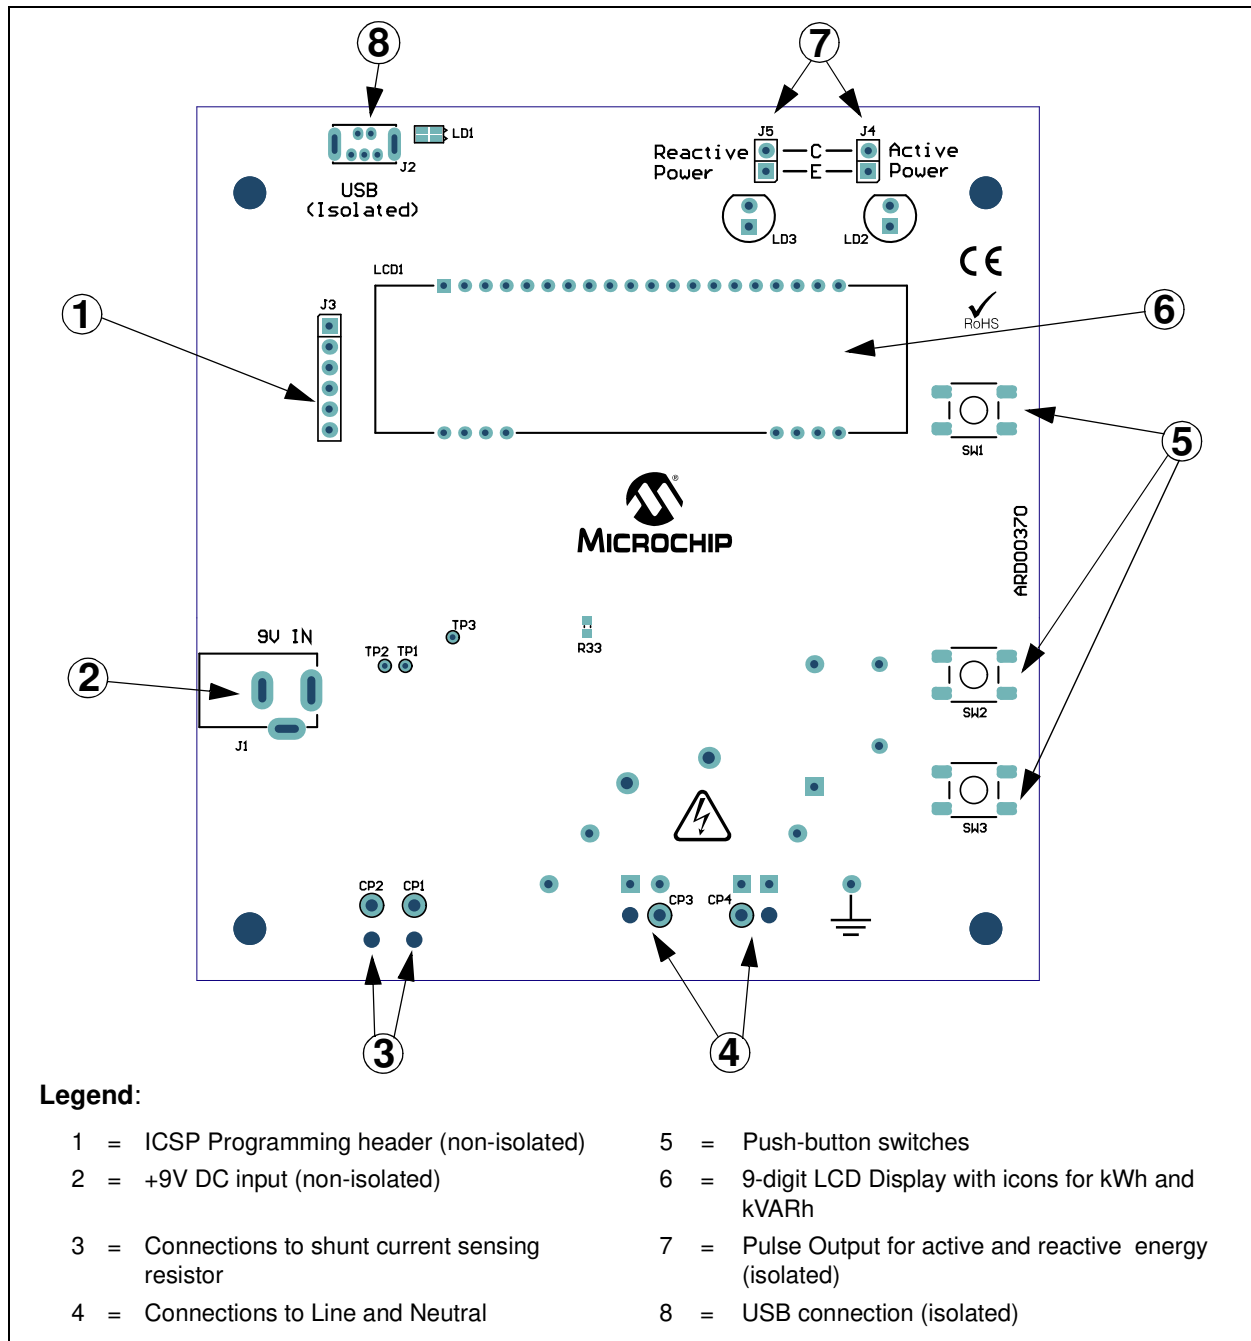 8
7
LD1
J2
USB
(Isolated)
J5
J4
Reactive
Power
C
E
Active
Power
LD3
LD2
CE
RoHS
LCD1
J3
1
6
SW1
5
MICROCHIP
®
ARD00370
9V IN
TP3
TP2
TP1
R33
2
J1
SW2
SW3
CP2
CP1
CP3
CP4
3
4
Legend:
1 = ICSP Programming header (non-isolated)
2 = +9V DC input (non-isolated)
3 = Connections to shunt current sensing
resistor
4 = Connections to Line and Neutral
5 = Push-button switches
6 = 9-digit LCD Display with icons for kWh and
kVARh
7 = Pulse Output for active and reactive energy
(isolated)
8 = USB connection (isolated)